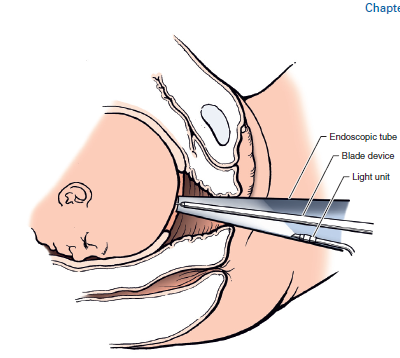 Chapte
Endoscopic tube
Blade device
Light unit